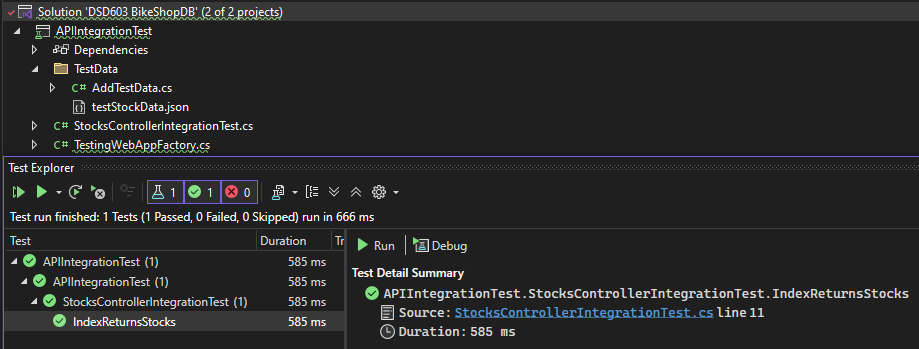 Solution 'DSD603 BikeShopDB' (2 of 2 projects)
APIIntegrationTest
Dependencies
TestData
C# AddTestData.cs
testStockData.json
C# StocksControllerIntegrationTest.cs
C# TestingWebAppFactory.cs
Test Explorer
1 1 0
Test run finished: 1 Tests (1 Passed, 0 Failed, 0 Skipped) run in 666 ms
Test Duration Tr
APIIntegrationTest (1) 585 ms
APIIntegrationTest (1) 585 ms
StocksControllerIntegrationTest (1) 585 ms
IndexReturnsStocks 585 ms
Run Debug
Test Detail Summary
APIIntegrationTest.StocksControllerIntegrationTest.IndexReturnsStocks
Source: StocksControllerIntegrationTest.cs line 11
Duration: 585 ms